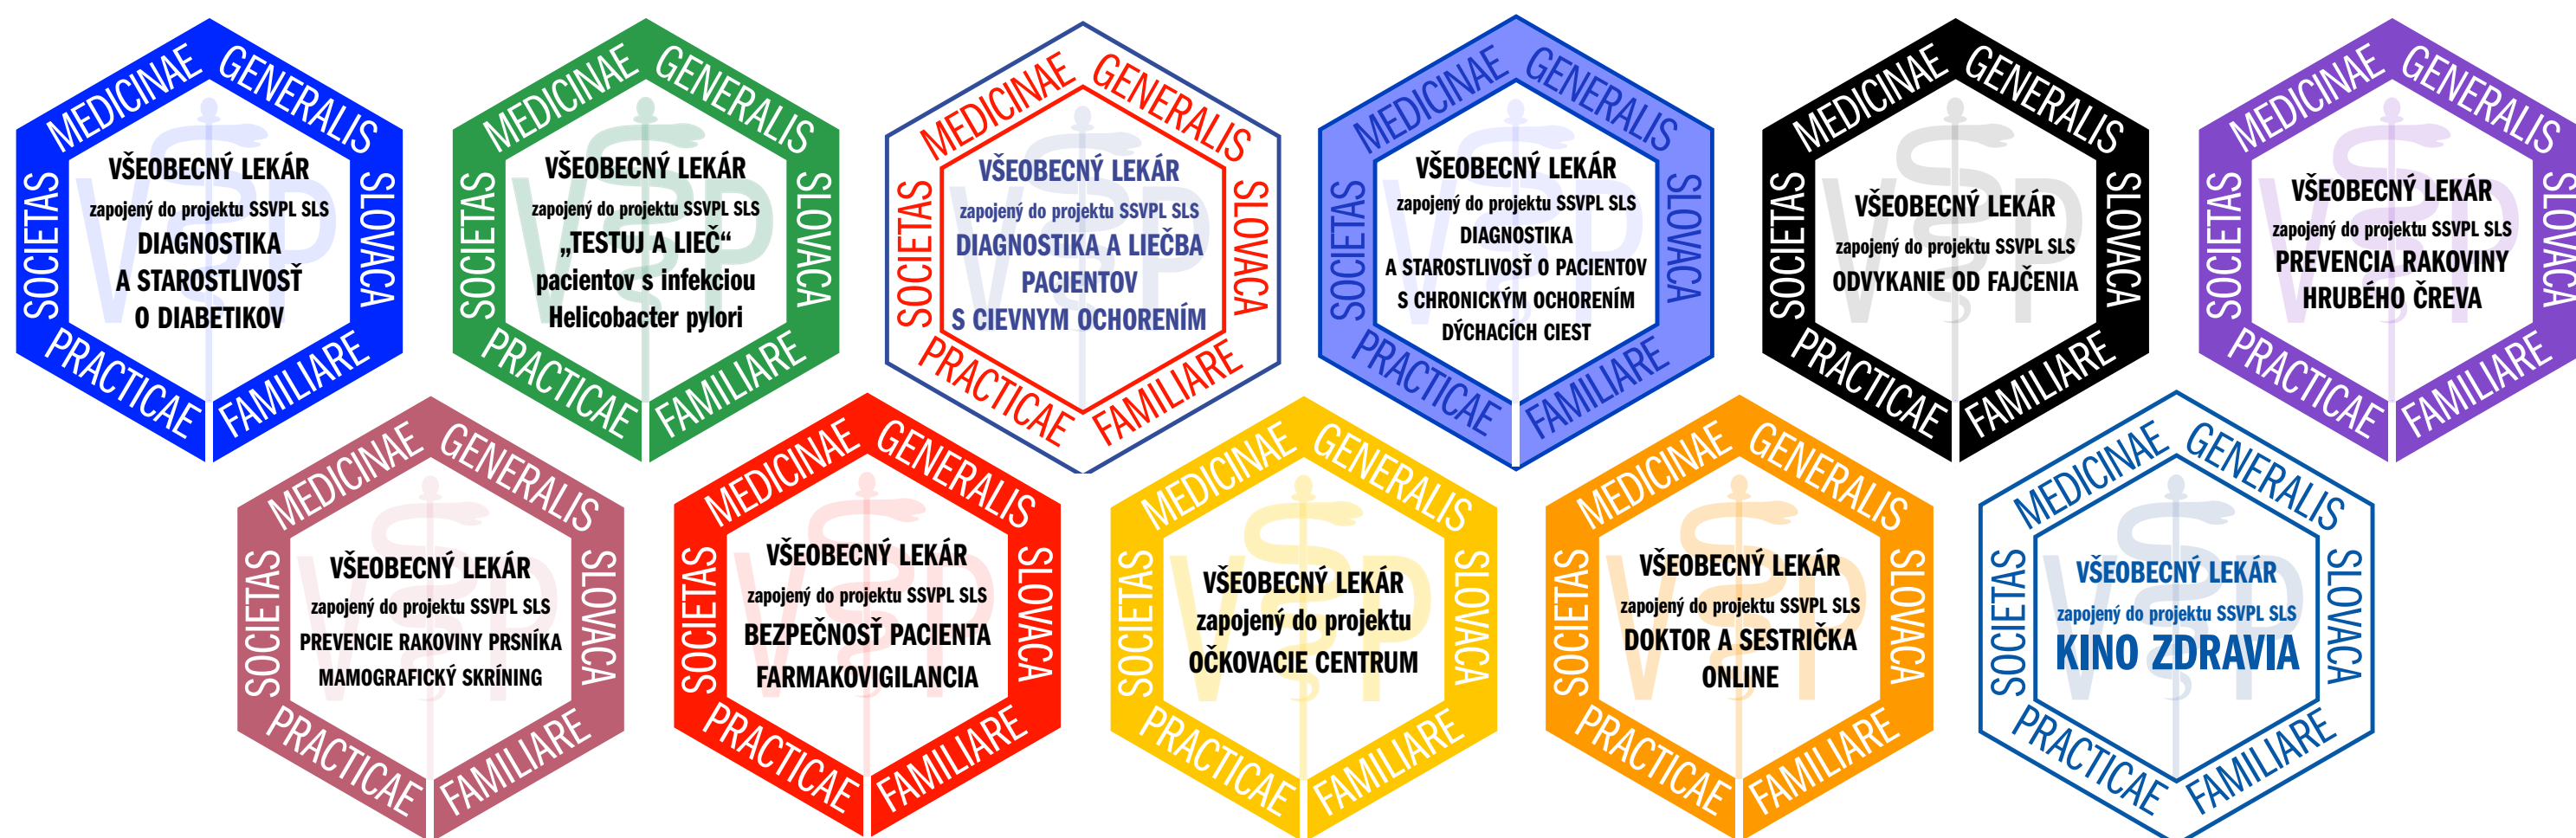 SOCIETAS MEDICINAE GENERALIS SLOVACA
PRACTICAE FAMILIARE
VŠEOBECNÝ LEKÁR
zapojený do projektu SSVPL SLS
DIAGNOSTIKA
A STAROSTLIVOSŤ
O DIABETIKOV
SOCIETAS MEDICINAE GENERALIS SLOVACA
PRACTICAE FAMILIARE
VŠEOBECNÝ LEKÁR
zapojený do projektu SSVPL SLS
„TESTUJ A LIEČ“
pacientov s infekciou
Helicobacter pylori
SOCIETAS MEDICINAE GENERALIS SLOVACA
PRACTICAE FAMILIARE
VŠEOBECNÝ LEKÁR
zapojený do projektu SSVPL SLS
DIAGNOSTIKA A LIEČBA
PACIENTOV
S CIEVNYM OCHORENÍM
SOCIETAS MEDICINAE GENERALIS SLOVACA
PRACTICAE FAMILIARE
VŠEOBECNÝ LEKÁR
zapojený do projektu SSVPL SLS
DIAGNOSTIKA
A STAROSTLIVOSŤ O PACIENTOV
S CHRONICKÝM OCHORENÍM
DÝCHACÍCH CIEST
SOCIETAS MEDICINAE GENERALIS SLOVACA
PRACTICAE FAMILIARE
VŠEOBECNÝ LEKÁR
zapojený do projektu SSVPL SLS
ODVYKANIE OD FAJČENIA
SOCIETAS MEDICINAE GENERALIS SLOVACA
PRACTICAE FAMILIARE
VŠEOBECNÝ LEKÁR
zapojený do projektu SSVPL SLS
PREVENCIA RAKOVINY
HRUBÉHO ČREVA
SOCIETAS MEDICINAE GENERALIS SLOVACA
PRACTICAE FAMILIARE
VŠEOBECNÝ LEKÁR
zapojený do projektu SSVPL SLS
PREVENCIE RAKOVINY PRSNÍKA
MAMOGRAFICKÝ SKRÍNING
SOCIETAS MEDICINAE GENERALIS SLOVACA
PRACTICAE FAMILIARE
VŠEOBECNÝ LEKÁR
zapojený do projektu SSVPL SLS
BEZPEČNOSŤ PACIENTA
FARMAKOVIGILANCIA
SOCIETAS MEDICINAE GENERALIS SLOVACA
PRACTICAE FAMILIARE
VŠEOBECNÝ LEKÁR
zapojený do projektu
OČKOVACIE CENTRUM
SOCIETAS MEDICINAE GENERALIS SLOVACA
PRACTICAE FAMILIARE
VŠEOBECNÝ LEKÁR
zapojený do projektu SSVPL SLS
DOKTOR A SESTRIČKA
ONLINE
SOCIETAS MEDICINAE GENERALIS SLOVACA
PRACTICAE FAMILIARE
VŠEOBECNÝ LEKÁR
zapojený do projektu SSVPL SLS
KINO ZDRAVIA